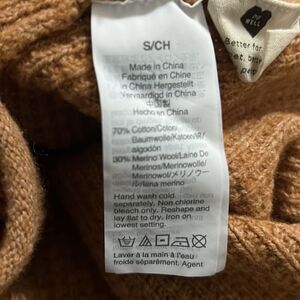 S/CH
Made in China
Fabriqué en Chine
In China Hergestellt
Vervaardigd in China
中国製
Hecho en China
70% Cotton/Coton/
Baumwolle/Katoen/
algodón
30% Merino Wool/Laine De
Merinos/Merinowolle/
Merinowol/メリノウール
/lana merino
Hand wash cold
separately. Non chlorine
bleach only. Reshape and
lay flat to dry. Iron on
lowest setting.
Lavér à la main à l'eau
froide séparément. Agent
DO
WELL
Better for